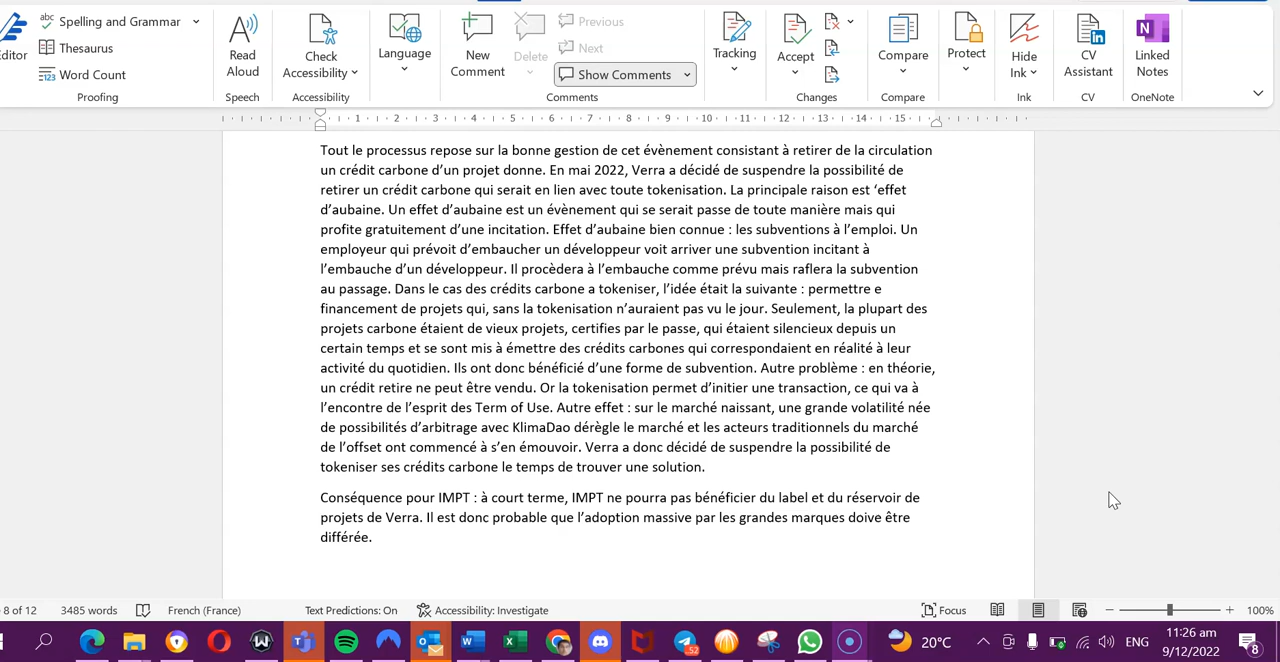 Spelling and Grammar
Editor
Thesaurus
Word Count
Proofing
Read
Aloud
Speech
Check
Accessibility
Accessibility
Language
New
Comment
Delete
Previous
Next
Show Comments
Comments
Tracking
Accept
Changes
Compare
Compare
Protect
Hide
Ink
Ink
CV
Assistant
CV
Linked
Notes
OneNote
1 2 3 4 5 6 7 8 9 10 11 12 13 14 15
Tout le processus repose sur la bonne gestion de cet évènement consistant à retirer de la circulation
un crédit carbone d’un projet donne. En mai 2022, Verra a décidé de suspendre la possibilité de
retirer un crédit carbone qui serait en lien avec toute tokenisation. La principale raison est ‘effet
d’aubaine. Un effet d’aubaine est un évènement qui se serait passe de toute manière mais qui
profite gratuitement d’une incitation. Effet d’aubaine bien connue : les subventions à l’emploi. Un
employeur qui prévoit d’embaucher un développeur voit arriver une subvention incitant à
l’embauche d’un développeur. Il procèdera à l’embauche comme prévu mais raflera la subvention
au passage. Dans le cas des crédits carbone a tokeniser, l’idée était la suivante : permettre e
financement de projets qui, sans la tokenisation n’auraient pas vu le jour. Seulement, la plupart des
projets carbone étaient de vieux projets, certifies par le passe, qui étaient silencieux depuis un
certain temps et se sont mis à émettre des crédits carbones qui correspondaient en réalité à leur
activité du quotidien. Ils ont donc bénéficié d’une forme de subvention. Autre problème : en théorie,
un crédit retire ne peut être vendu. Or la tokenisation permet d’initier une transaction, ce qui va à
l’encontre de l’esprit des Term of Use. Autre effet : sur le marché naissant, une grande volatilité née
de possibilités d’arbitrage avec KlimaDao dérègle le marché et les acteurs traditionnels du marché
de l’offset ont commencé à s’en émouvoir. Verra a donc décidé de suspendre la possibilité de
tokeniser ses crédits carbone le temps de trouver une solution.
Conséquence pour IMPT : à court terme, IMPT ne pourra pas bénéficier du label et du réservoir de
projets de Verra. Il est donc probable que l’adoption massive par les grandes marques doive être
différée.
8 of 12 3485 words French (France) Text Predictions: On Accessibility: Investigate Focus 100%
52 20°C ENG 11:26 am
9/12/2022 8